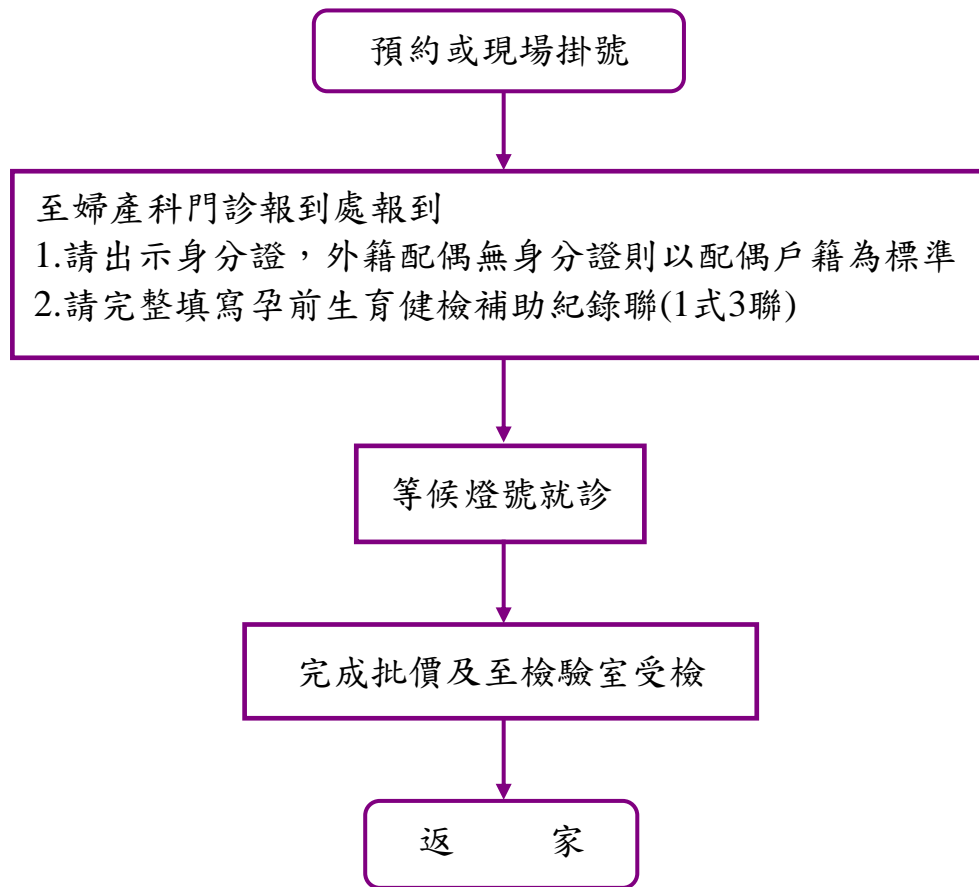 預約或現場掛號
至婦產科門診報到處報到
1.請出示身分證，外籍配偶無身分證則以配偶戶籍為標準
2.請完整填寫孕前生育健檢補助紀錄聯(1式3聯)
等候燈號就診
完成批價及至檢驗室受檢
返　　家